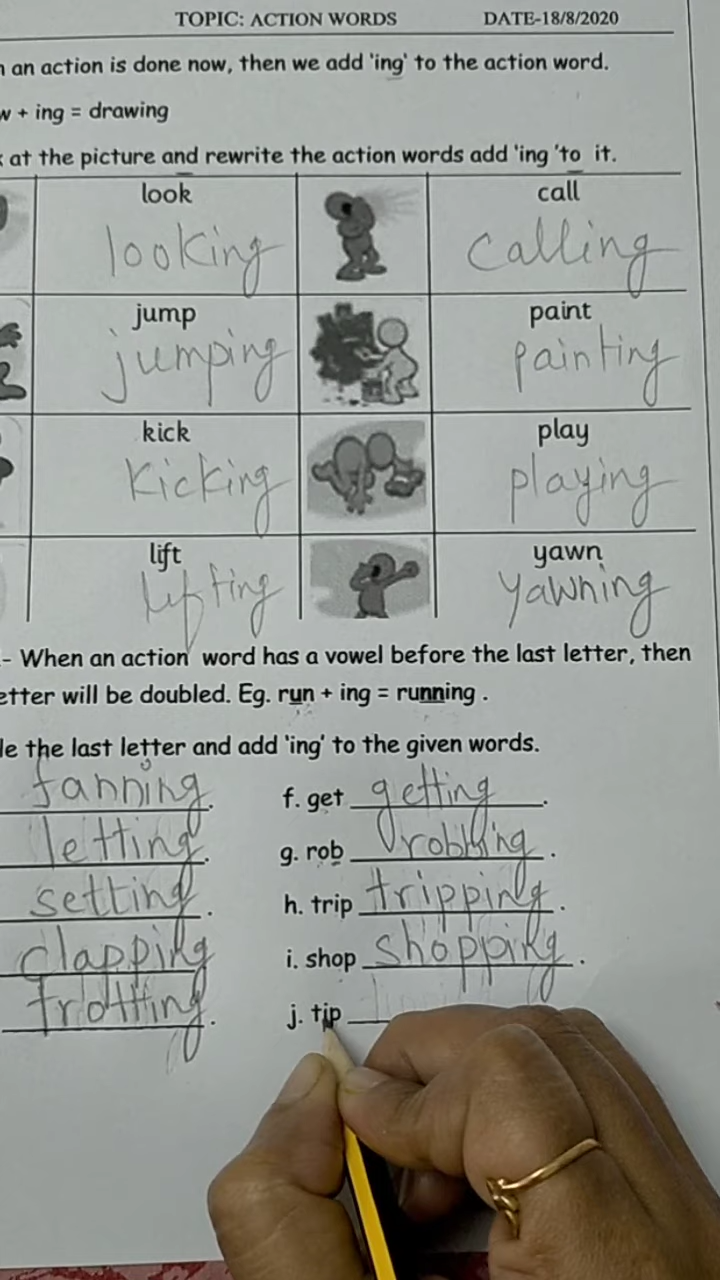 TOPIC: ACTION WORDS DATE-18/8/2020
an action is done now, then we add 'ing' to the action word.
+ ing = drawing
at the picture and rewrite the action words add 'ing 'to it.
look call
looking calling
jump paint
jumping painting
kick play
kicking playing
lift yawn
lifting yawning
- When an action word has a vowel before the last letter, then
etter will be doubled. Eg. run + ing = running .
the last letter and add 'ing' to the given words.
fanning. f. get getting.
letting. g. rob robbing.
setting. h. trip tripping.
clapping i. shop shopping.
trotting. j. tip